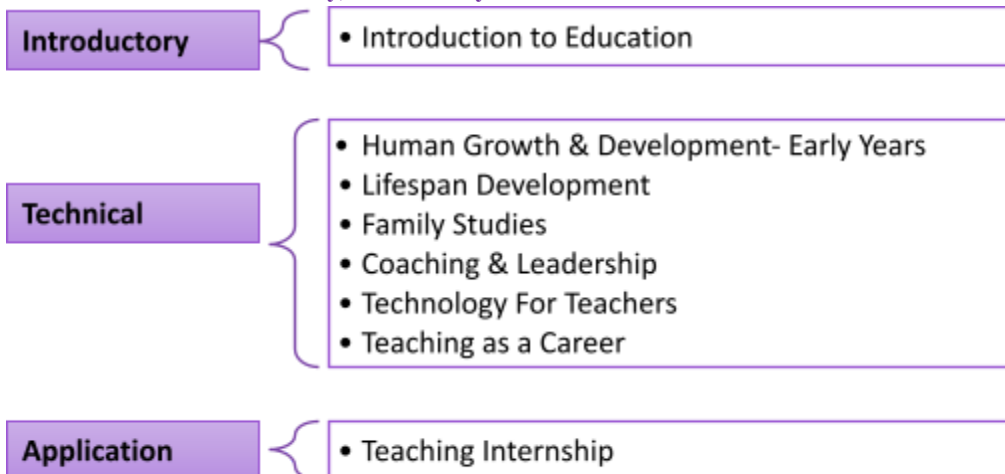 Introductory
• Introduction to Education
Technical
• Human Growth & Development- Early Years
• Lifespan Development
• Family Studies
• Coaching & Leadership
• Technology For Teachers
• Teaching as a Career
Application
• Teaching Internship